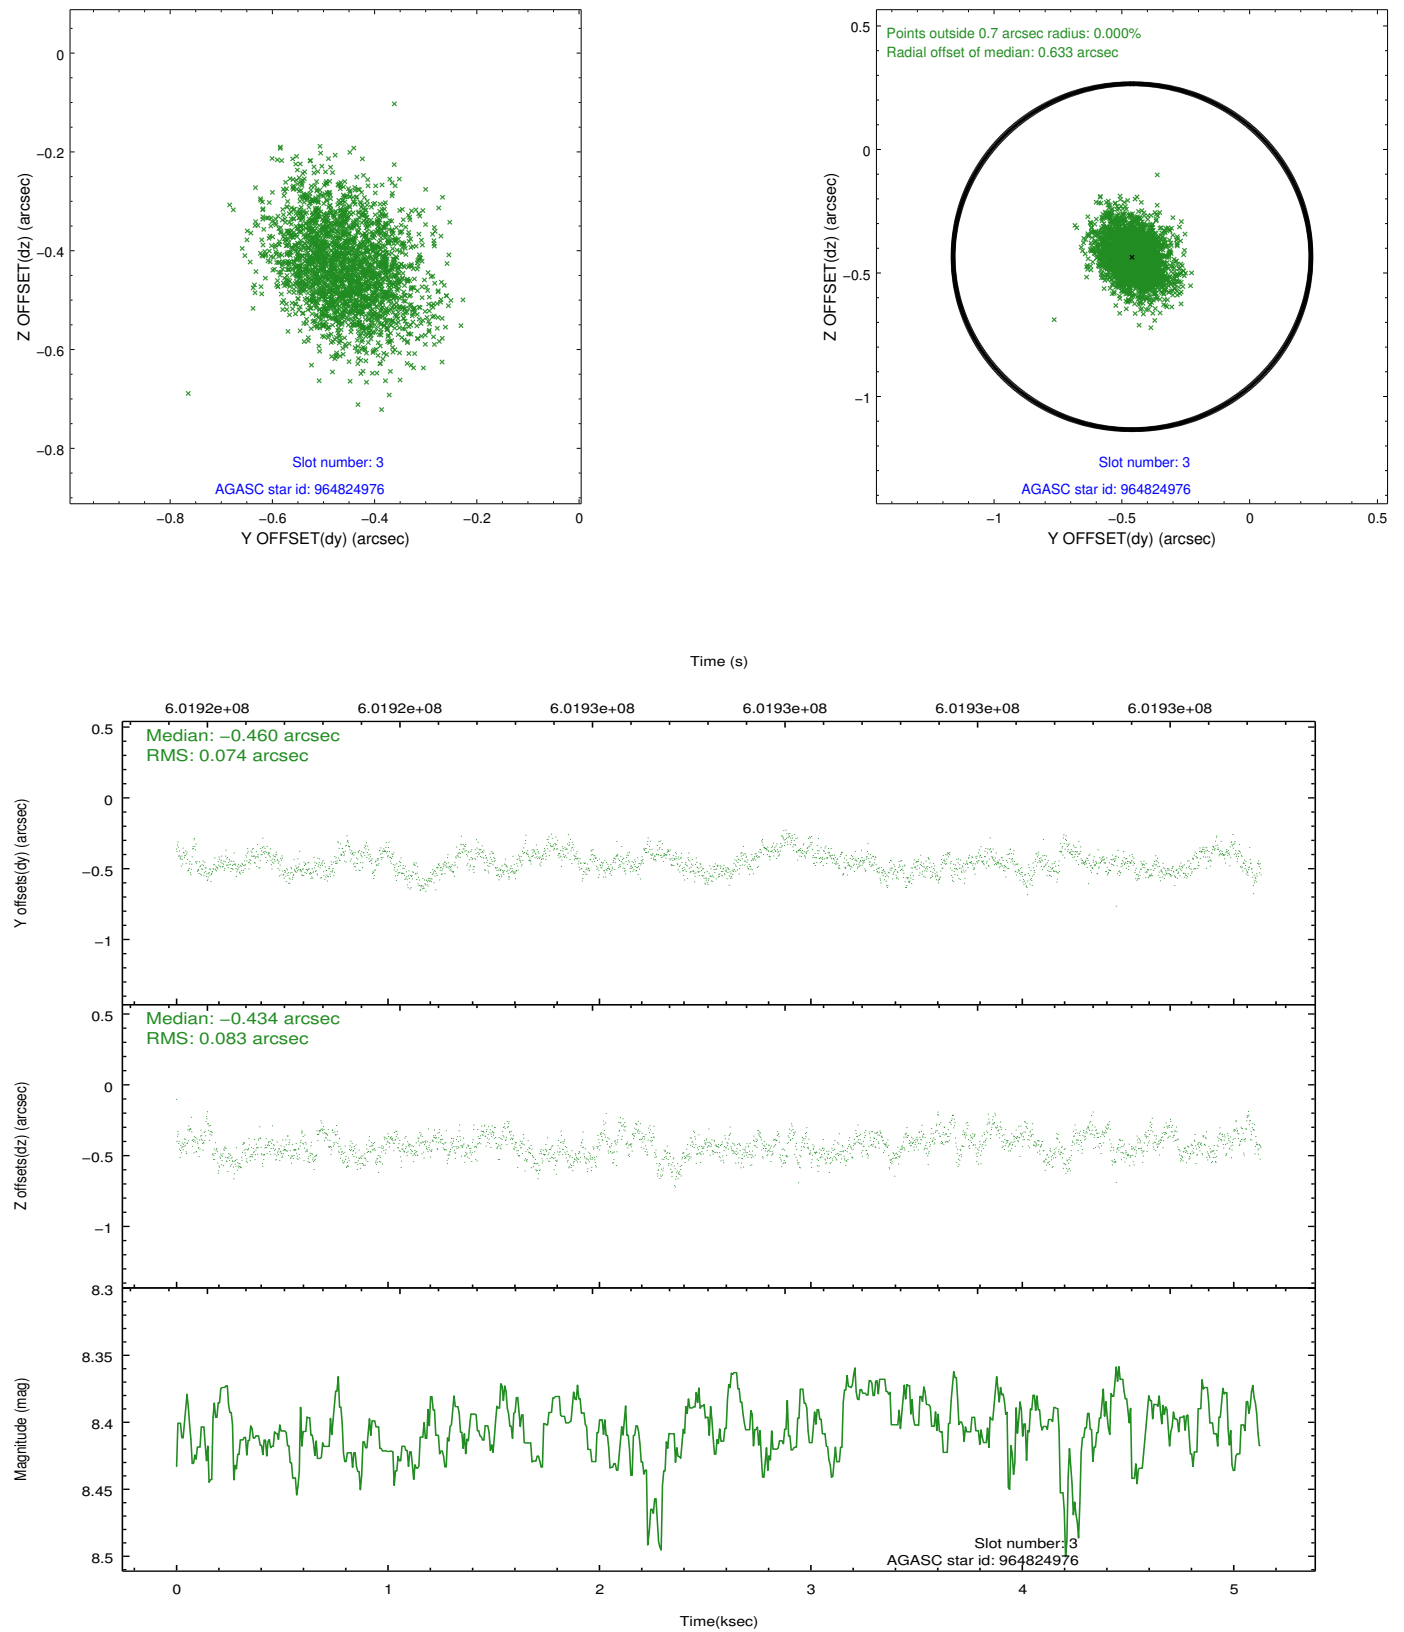 0
−0.2
−0.4
−0.6
−0.8
Z OFFSET(dz) (arcsec)
Slot number: 3
AGASC star id: 964824976
−0.8 −0.6 −0.4 −0.2 0
Y OFFSET(dy) (arcsec)
Points outside 0.7 arcsec radius: 0.000%
Radial offset of median: 0.633 arcsec
0.5
0
−0.5
−1
Z OFFSET(dz) (arcsec)
Slot number: 3
AGASC star id: 964824976
−1 −0.5 0 0.5
Y OFFSET(dy) (arcsec)
Time (s)
6.0192e+08 6.0192e+08 6.0193e+08 6.0193e+08 6.0193e+08 6.0193e+08
Median: −0.460 arcsec
RMS: 0.074 arcsec
0.5
0
−0.5
−1
Y offsets(dy) (arcsec)
Median: −0.434 arcsec
RMS: 0.083 arcsec
0.5
0
−0.5
−1
Z offsets(dz) (arcsec)
8.3
8.35
8.4
8.45
8.5
Magnitude (mag)
Slot number: 3
AGASC star id: 964824976
0 1 2 3 4 5
Time(ksec)